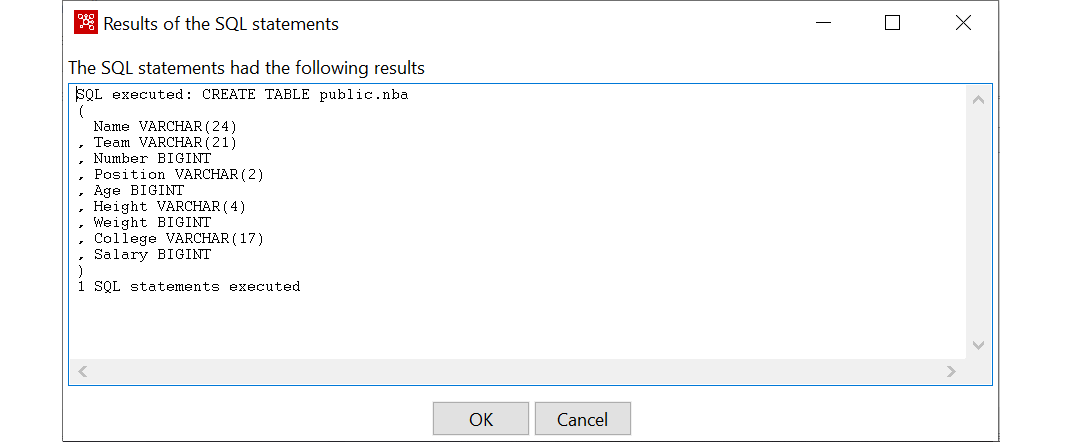 Results of the SQL statements
The SQL statements had the following results
SQL executed: CREATE TABLE public.nba
(
  Name VARCHAR(24)
, Team VARCHAR(21)
, Number BIGINT
, Position VARCHAR(2)
, Age BIGINT
, Height VARCHAR(4)
, Weight BIGINT
, College VARCHAR(17)
, Salary BIGINT
)
1 SQL statements executed
OK
Cancel